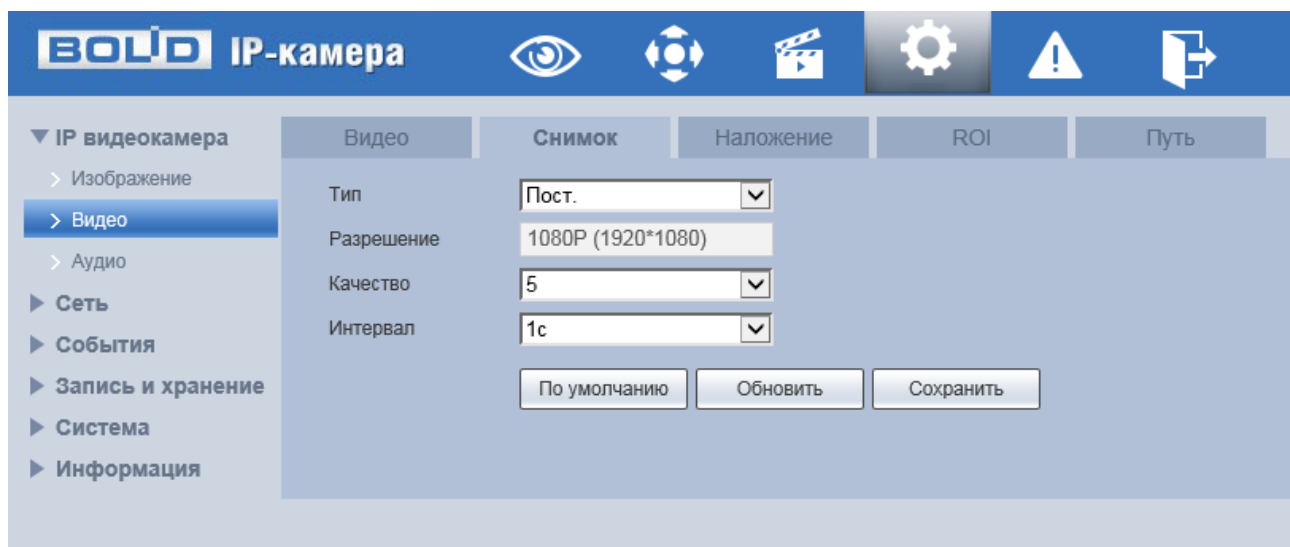 BOLID IP-камера
IP видеокамера
Изображение
Видео
Аудио
Сеть
События
Запись и хранение
Система
Информация
Видео Снимок Наложение ROI Путь
Тип Пост.
Разрешение 1080P (1920*1080)
Качество 5
Интервал 1с
По умолчанию Обновить Сохранить